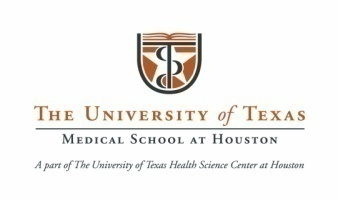 THE UNIVERSITY of TEXAS
MEDICAL SCHOOL AT HOUSTON
A part of The University of Texas Health Science Center at Houston